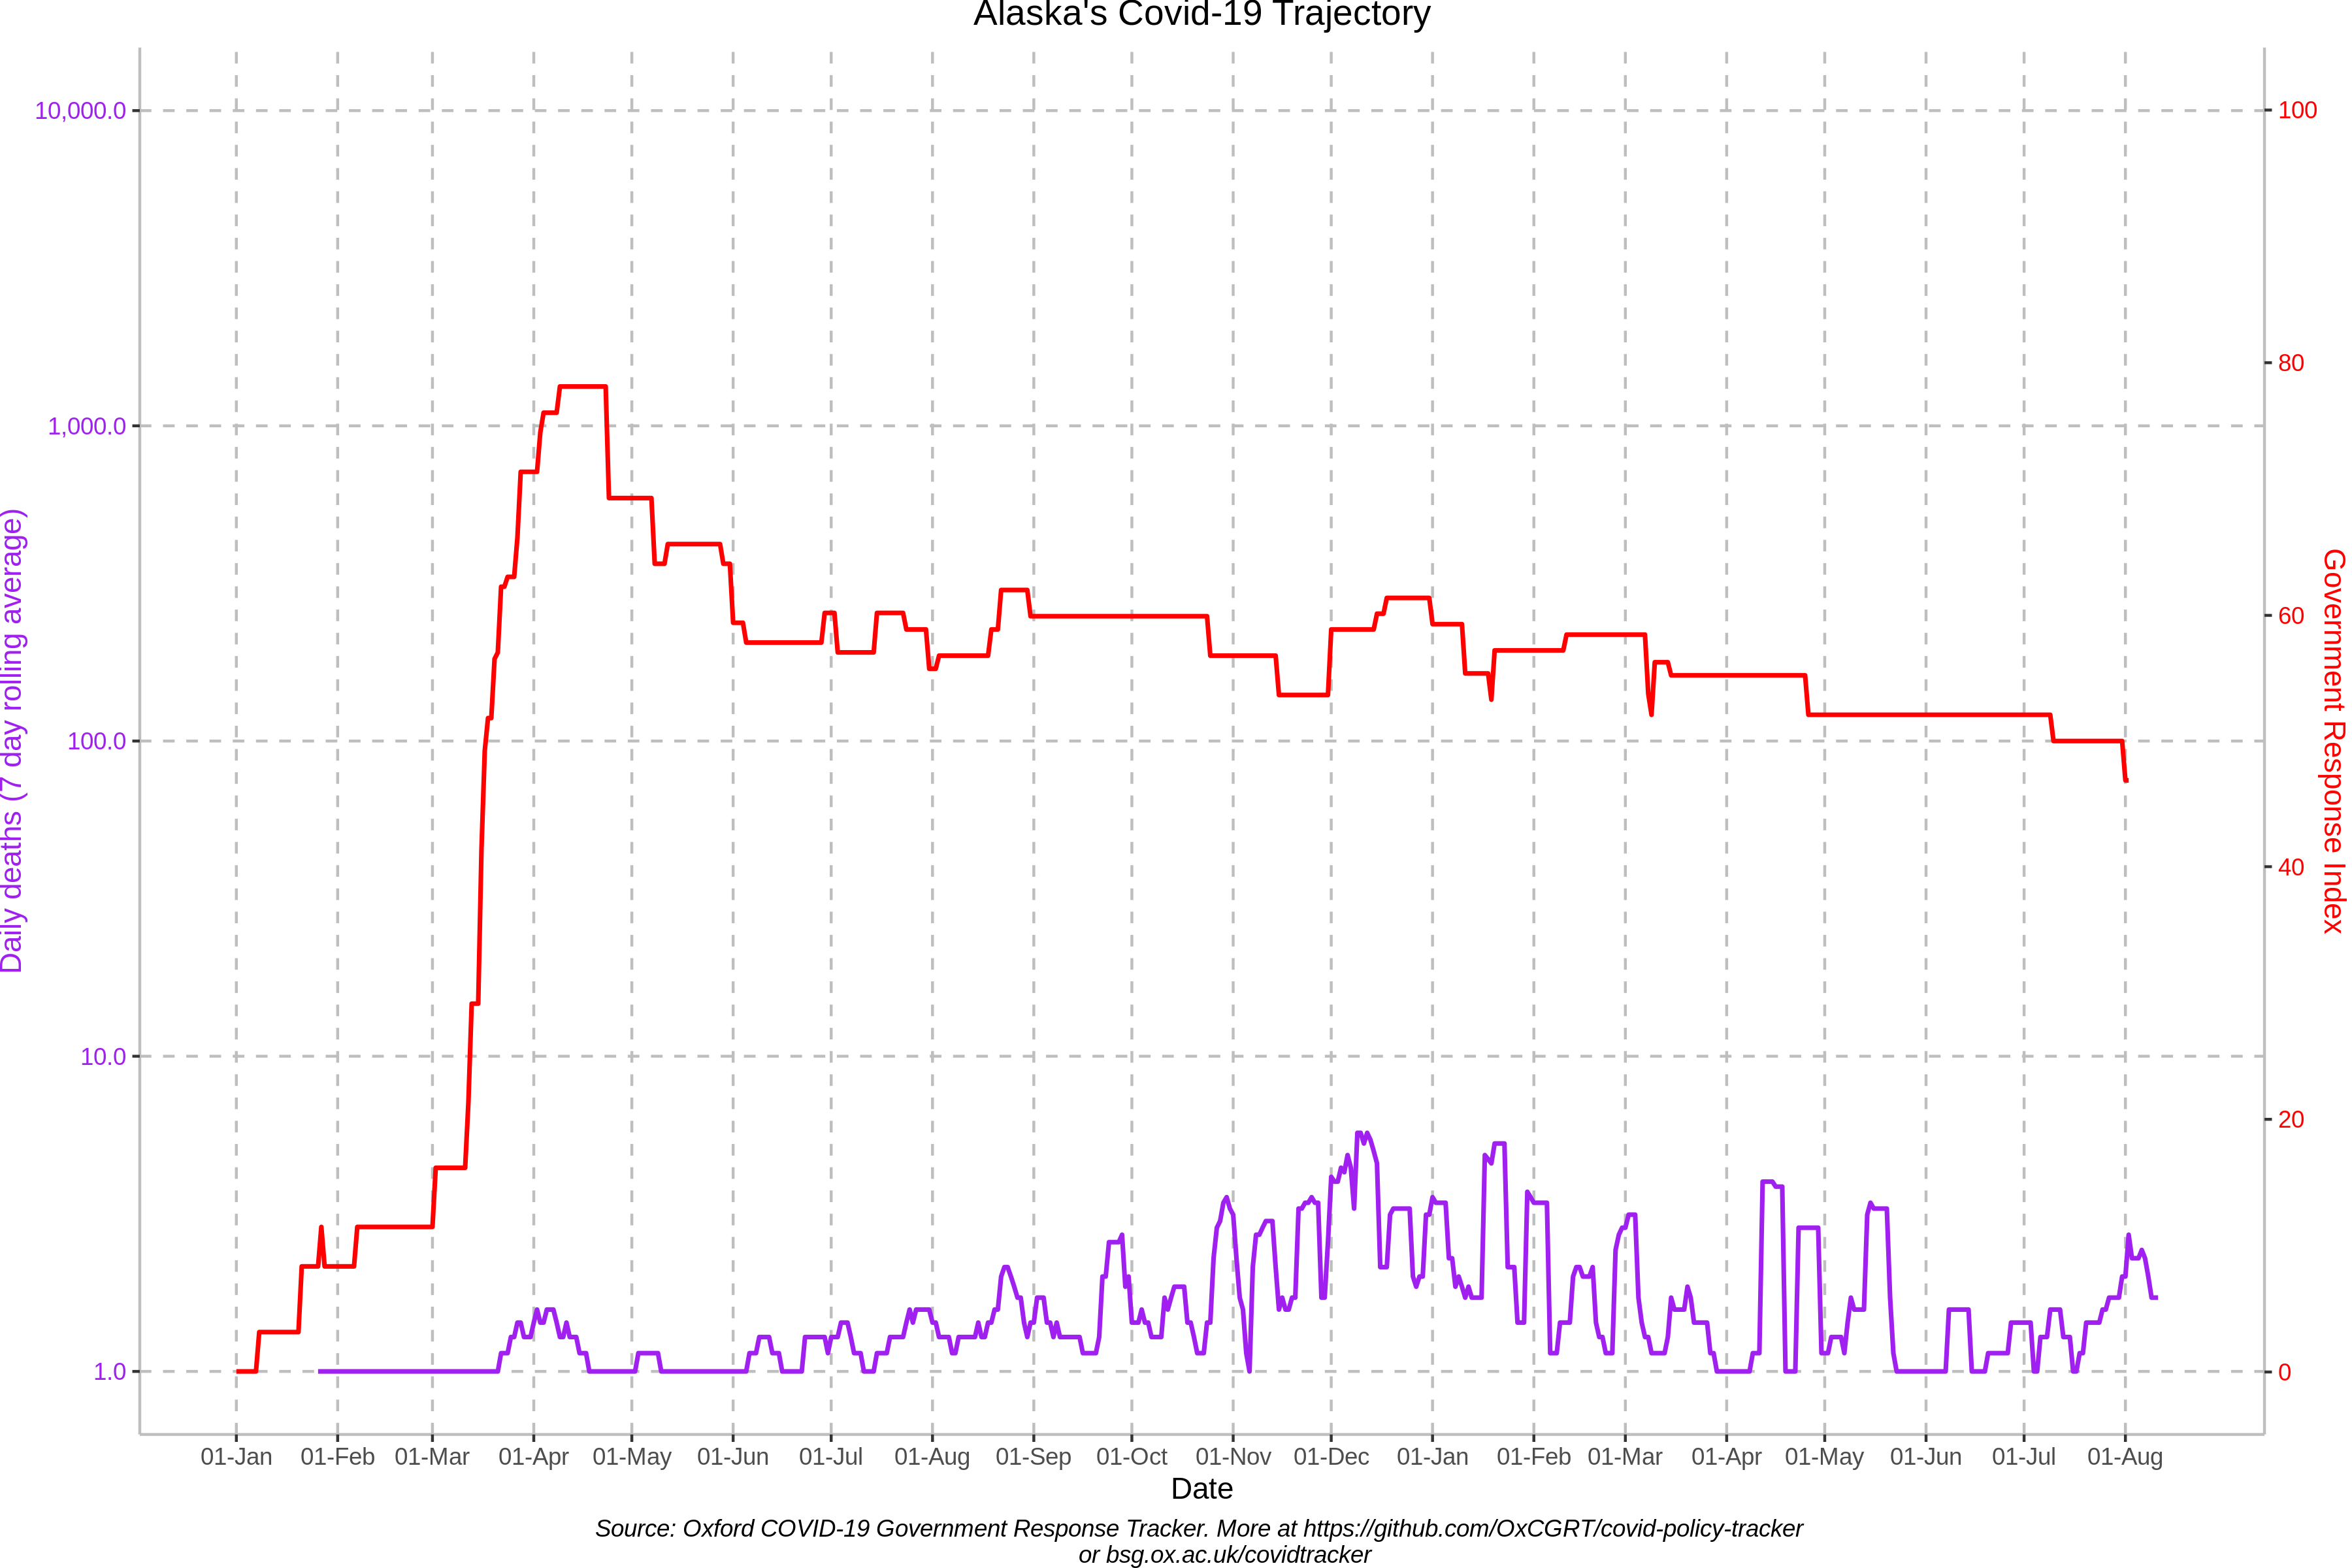 Alaska's Covid-19 Trajectory
10,000.0
1,000.0
100.0
10.0
1.0
Daily deaths (7 day rolling average)
100
80
60
40
20
0
Government Response Index
01-Jan 01-Feb 01-Mar 01-Apr 01-May 01-Jun 01-Jul 01-Aug 01-Sep 01-Oct 01-Nov 01-Dec 01-Jan 01-Feb 01-Mar 01-Apr 01-May 01-Jun 01-Jul 01-Aug
Date
Source: Oxford COVID-19 Government Response Tracker. More at https://github.com/OxCGRT/covid-policy-tracker
or bsg.ox.ac.uk/covidtracker